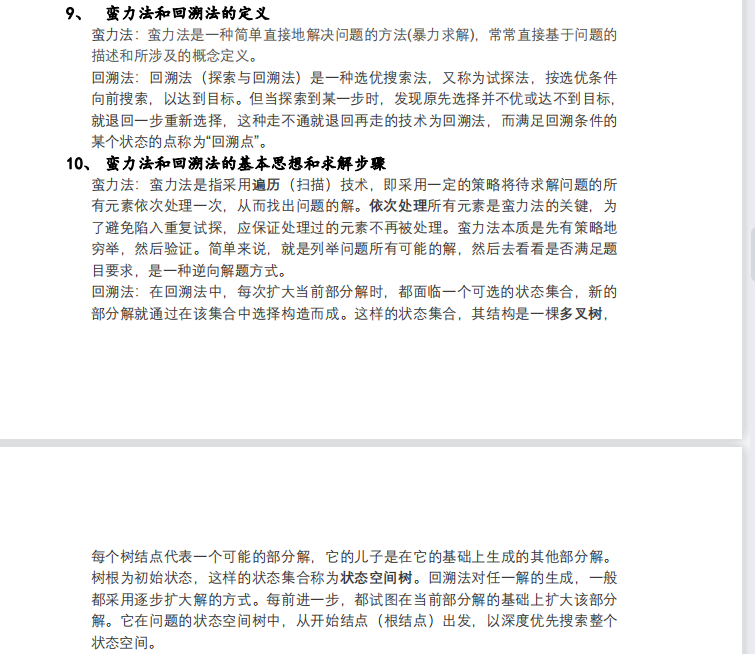 9、 蛮力法和回溯法的定义
蛮力法：蛮力法是一种简单直接地解决问题的方法(暴力求解)，常常直接基于问题的
描述和所涉及的概念定义。
回溯法：回溯法（探索与回溯法）是一种选优搜索法，又称为试探法，按选优条件
向前搜索，以达到目标。但当探索到某一步时，发现原先选择并不优或达不到目标，
就退回一步重新选择，这种走不通就退回再走的技术为回溯法，而满足回溯条件的
某个状态的点称为“回溯点”。
10、 蛮力法和回溯法的基本思想和求解步骤
蛮力法：蛮力法是指采用遍历（扫描）技术，即采用一定的策略将待求解问题的所
有元素依次处理一次，从而找出问题的解。依次处理所有元素是蛮力法的关键，为
了避免陷入重复试探，应保证处理过的元素不再被处理。蛮力法本质是先有策略地
穷举，然后验证。简单来说，就是列举问题所有可能的解，然后去看看是否满足题
目要求，是一种逆向解题方式。
回溯法：在回溯法中，每次扩大当前部分解时，都面临一个可选的状态集合，新的
部分解就通过在该集合中选择构造而成。这样的状态集合，其结构是一棵多叉树，
每个树结点代表一个可能的部分解，它的儿子是在它的基础上生成的其他部分解。
树根为初始状态，这样的状态集合称为状态空间树。回溯法对任一解的生成，一般
都采用逐步扩大解的方式。每前进一步，都试图在当前部分解的基础上扩大该部分
解。它在问题的状态空间树中，从开始结点（根结点）出发，以深度优先搜索整个
状态空间。